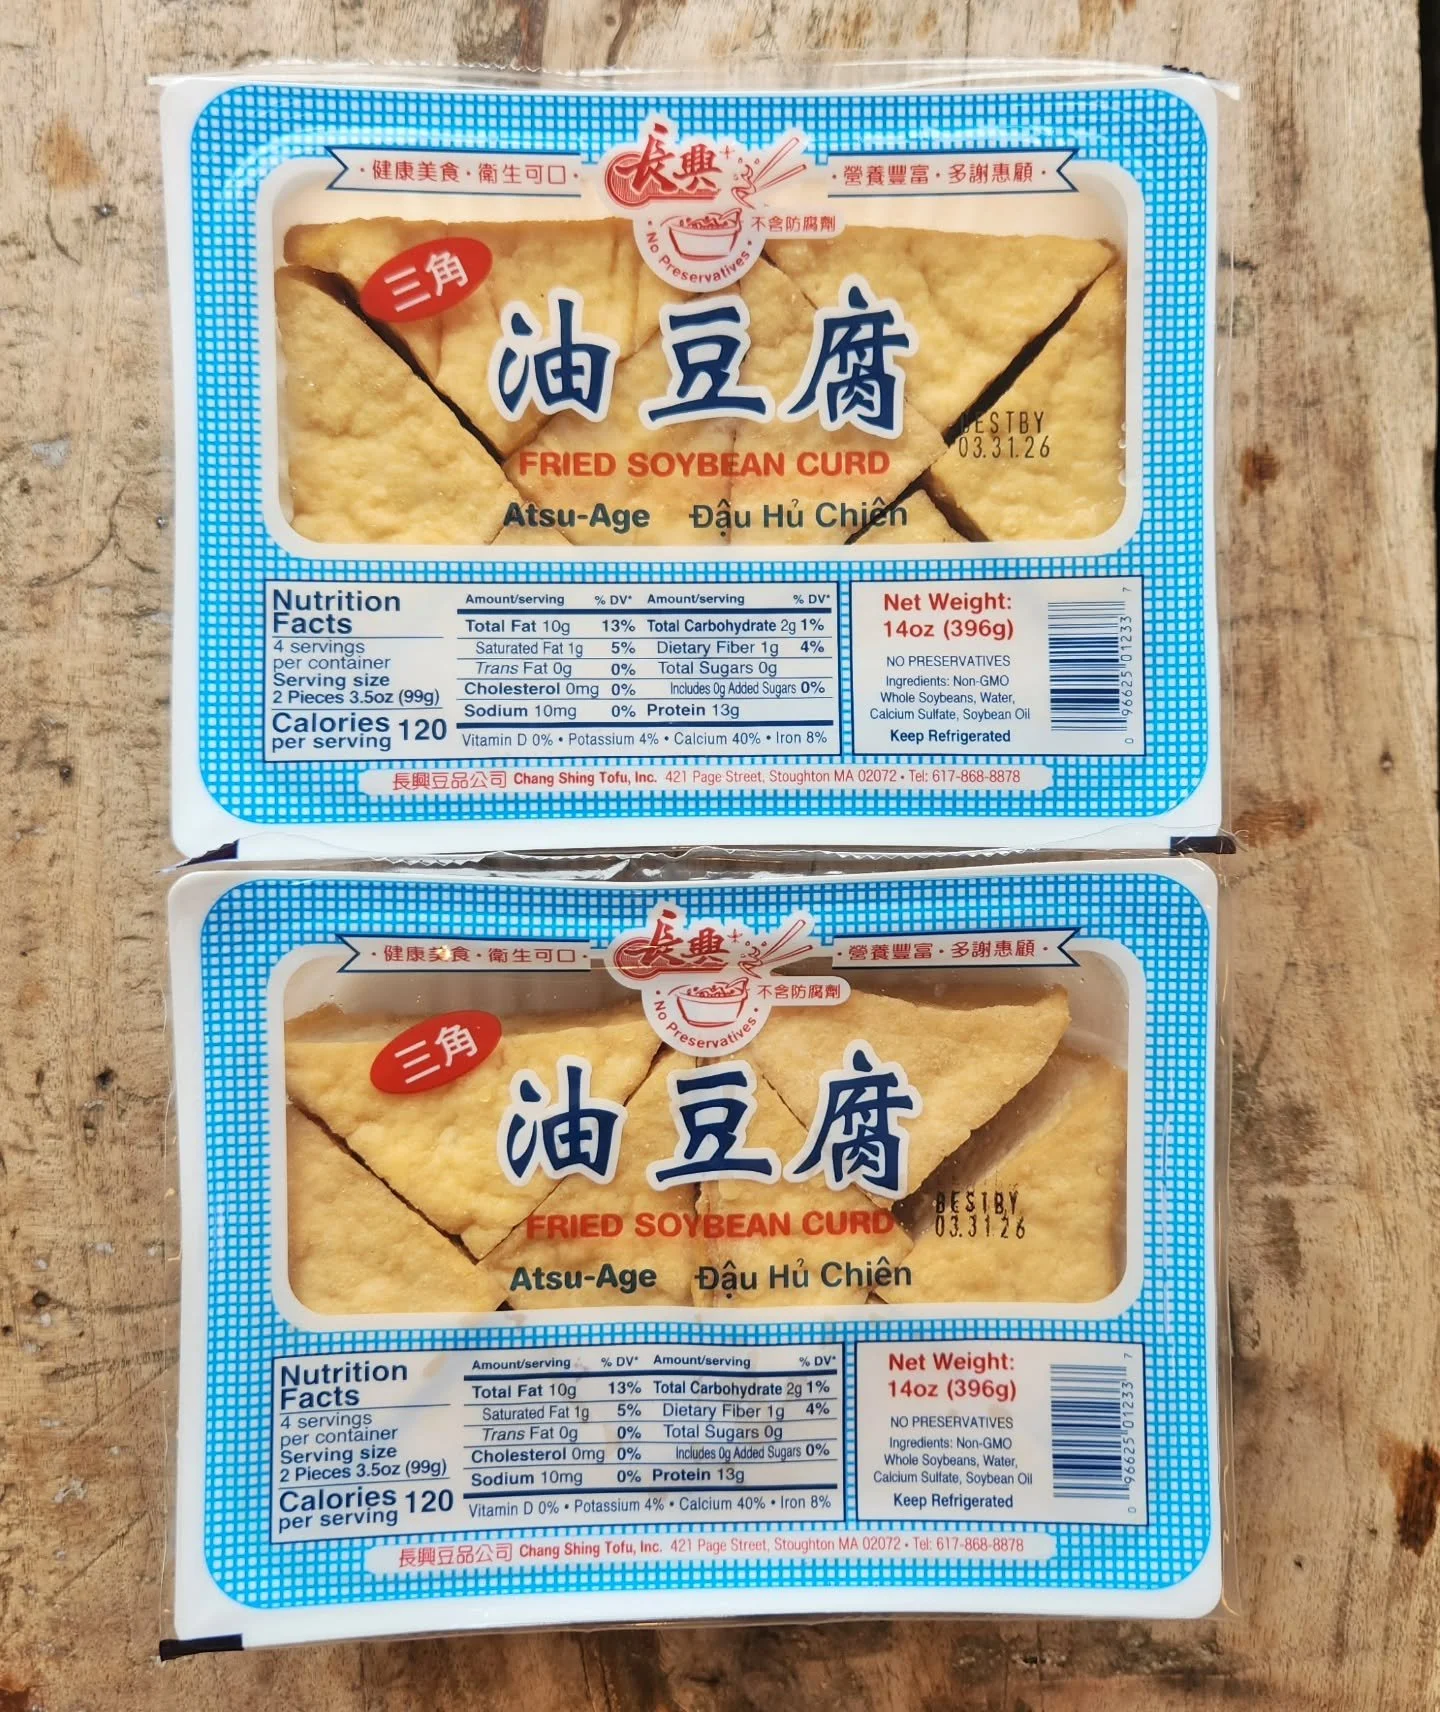 ·健康美食·衛生可口·
長興
·營養豐富·多謝惠顧·
不含防腐劑
·No Preservatives·
三角
油豆腐
BESTBY
03.31.26
FRIED SOYBEAN CURD
Atsu-Age Đậu Hủ Chiên
Nutrition
Facts
4 servings
per container
Serving size
2 Pieces 3.5oz (99g)
Calories 120
per serving
Amount/serving % DV* Amount/serving % DV*
Total Fat 10g 13% Total Carbohydrate 2g 1%
Saturated Fat 1g 5% Dietary Fiber 1g 4%
Trans Fat 0g 0% Total Sugars 0g
Cholesterol 0mg 0% Includes 0g Added Sugars 0%
Sodium 10mg 0% Protein 13g
Vitamin D 0% • Potassium 4% • Calcium 40% • Iron 8%
Net Weight:
14oz (396g)
NO PRESERVATIVES
Ingredients: Non-GMO
Whole Soybeans, Water,
Calcium Sulfate, Soybean Oil
Keep Refrigerated
0 96625 01233 7
長興豆品公司 Chang Shing Tofu, Inc. 421 Page Street, Stoughton MA 02072 • Tel: 617-868-8878
·健康美食·衛生可口·
長興
·營養豐富·多謝惠顧·
不含防腐劑
·No Preservatives·
三角
油豆腐
BESTBY
03.31 26
FRIED SOYBEAN CURD
Atsu-Age Đậu Hủ Chiên
Nutrition
Facts
4 servings
per container
Serving size
2 Pieces 3.5oz (99g)
Calories 120
per serving
Amount/serving % DV* Amount/serving % DV*
Total Fat 10g 13% Total Carbohydrate 2g 1%
Saturated Fat 1g 5% Dietary Fiber 1g 4%
Trans Fat 0g 0% Total Sugars 0g
Cholesterol 0mg 0% Includes 0g Added Sugars 0%
Sodium 10mg 0% Protein 13g
Vitamin D 0% • Potassium 4% • Calcium 40% • Iron 8%
Net Weight:
14oz (396g)
NO PRESERVATIVES
Ingredients: Non-GMO
Whole Soybeans, Water,
Calcium Sulfate, Soybean Oil
Keep Refrigerated
0 96625 01233 7
長興豆品公司 Chang Shing Tofu, Inc. 421 Page Street, Stoughton MA 02072 • Tel: 617-868-8878